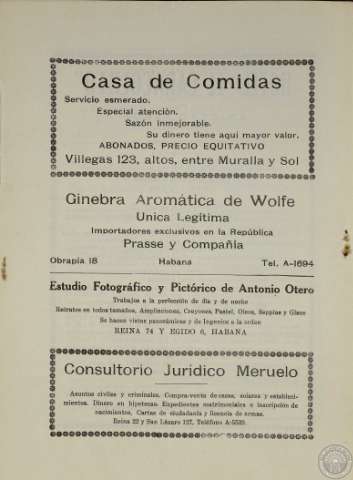 Casa de Comidas
Servicio esmerado.
Especial atención.
Sazón inmejorable.
Su dinero tiene aquí mayor valor.
ABONADOS, PRECIO EQUITATIVO
Villegas 123, altos, entre Muralla y Sol
Ginebra Aromática de Wolfe
Unica Legítima
Importadores exclusivos en la República
Prasse y Compañía
Obrapía 18 Habana Tel. A-1694
Estudio Fotográfico y Pictórico de Antonio Otero
Trabajos a la perfección de día y de noche
Retratos en todos tamaños, Ampliaciones, Crayones, Pastel, Oleos, Seppias y Glace
Se hacen vistas panorámicas y de Ingenios a la orden
REINA 74 Y EGIDO 6, HABANA
Consultorio Jurídico Meruelo
Asuntos civiles y criminales. Compra-venta de casas, solares y estableci-
mientos. Dinero en hipotecas. Expedientes matrimoniales e inscripción de
nacimientos, Cartas de ciudadanía y licencia de armas.
Reina 22 y San Lázaro 127. Teléfono